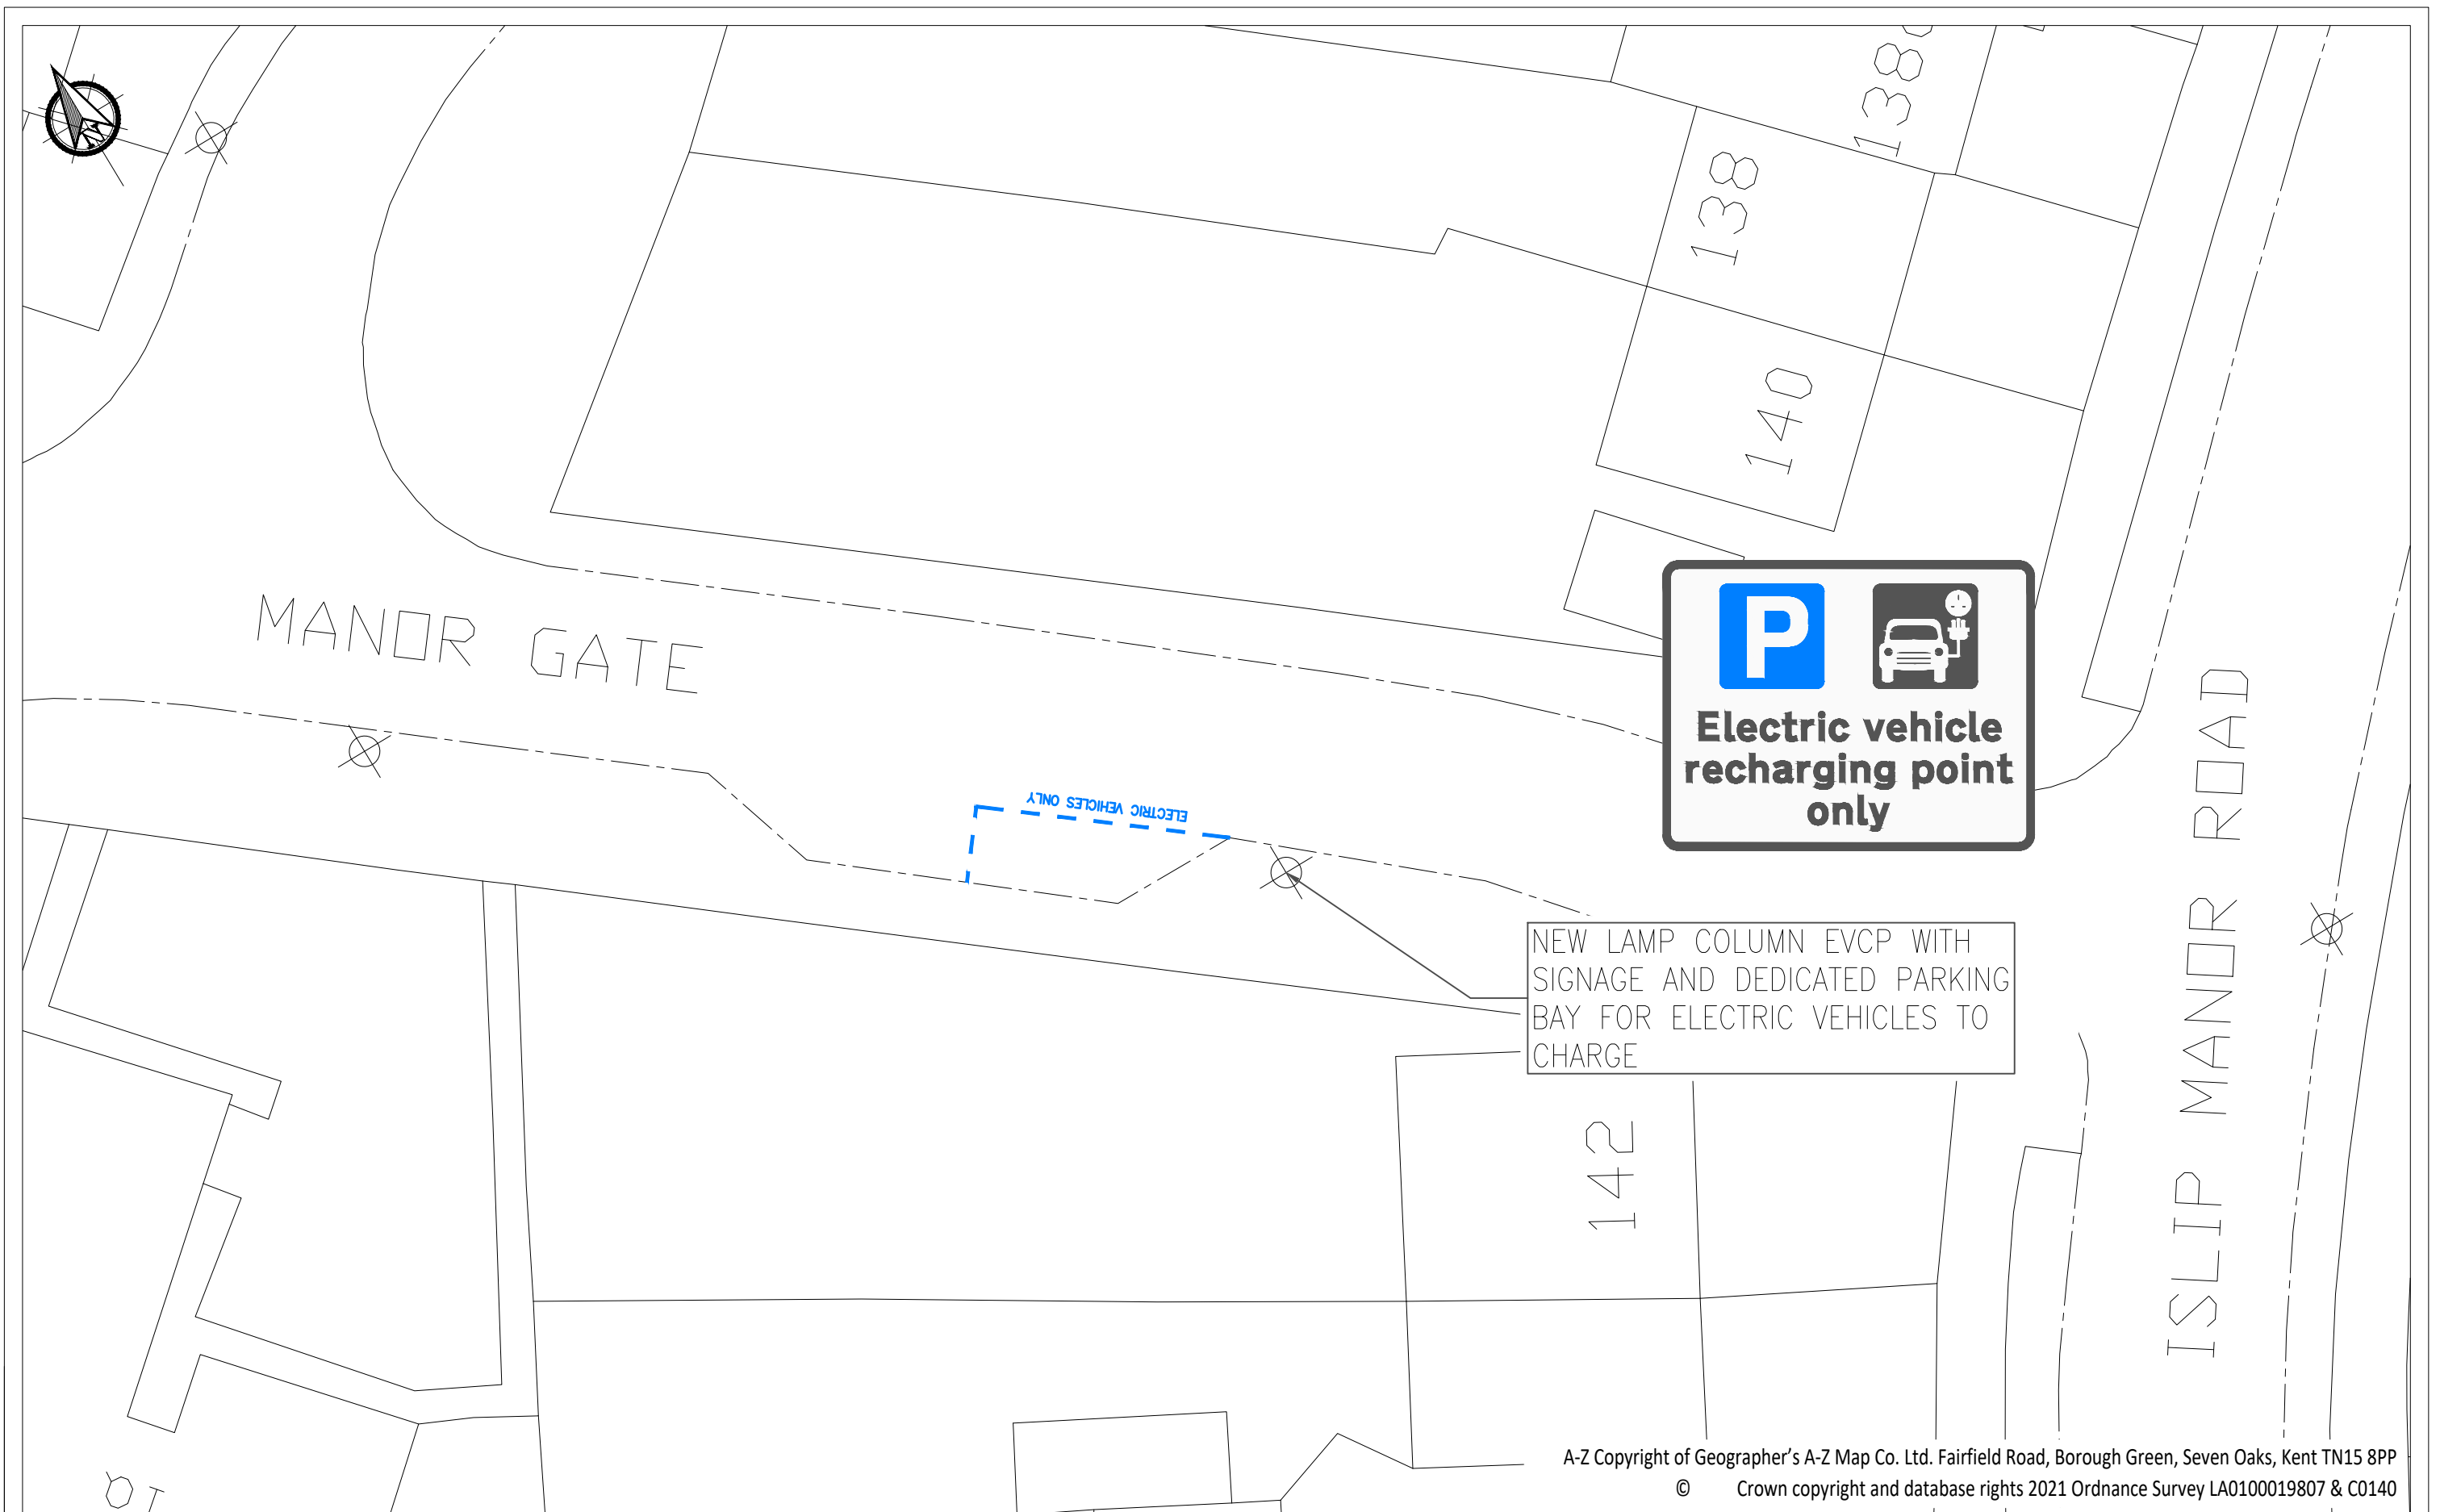 138
138
140
MANOR GATE
ELECTRIC VEHICLES ONLY
P
Electric vehicle
recharging point
only
NEW LAMP COLUMN EVCP WITH
SIGNAGE AND DEDICATED PARKING
BAY FOR ELECTRIC VEHICLES TO
CHARGE
ISLIP MANOR ROAD
142
A-Z Copyright of Geographer's A-Z Map Co. Ltd. Fairfield Road, Borough Green, Seven Oaks, Kent TN15 8PP
© Crown copyright and database rights 2021 Ordnance Survey LA0100019807 & C0140